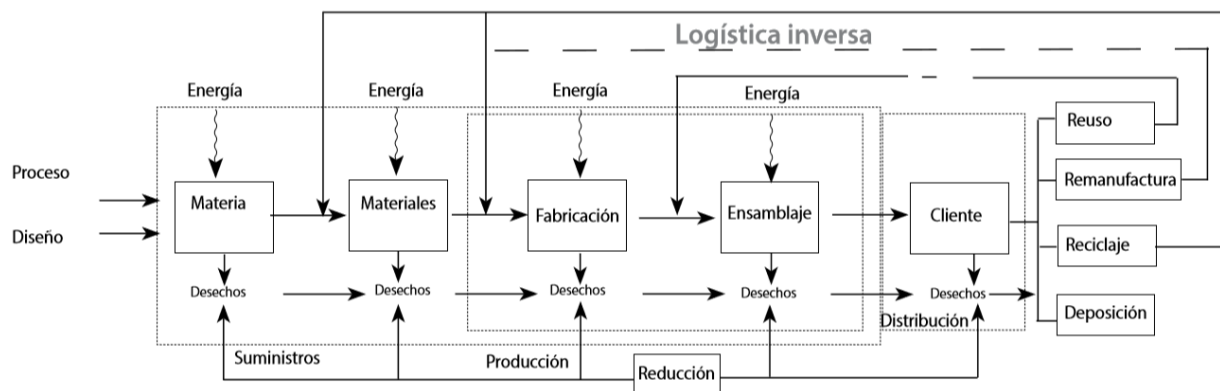 Logística inversa
Energía
Energía
Energía
Energía
Reuso
Proceso
Remanufactura
Materia
Materiales
Fabricación
Ensamblaje
Cliente
Diseño
Reciclaje
Desechos
Desechos
Desechos
Desechos
Desechos
Deposición
Distribución
Suministros
Producción
Reducción